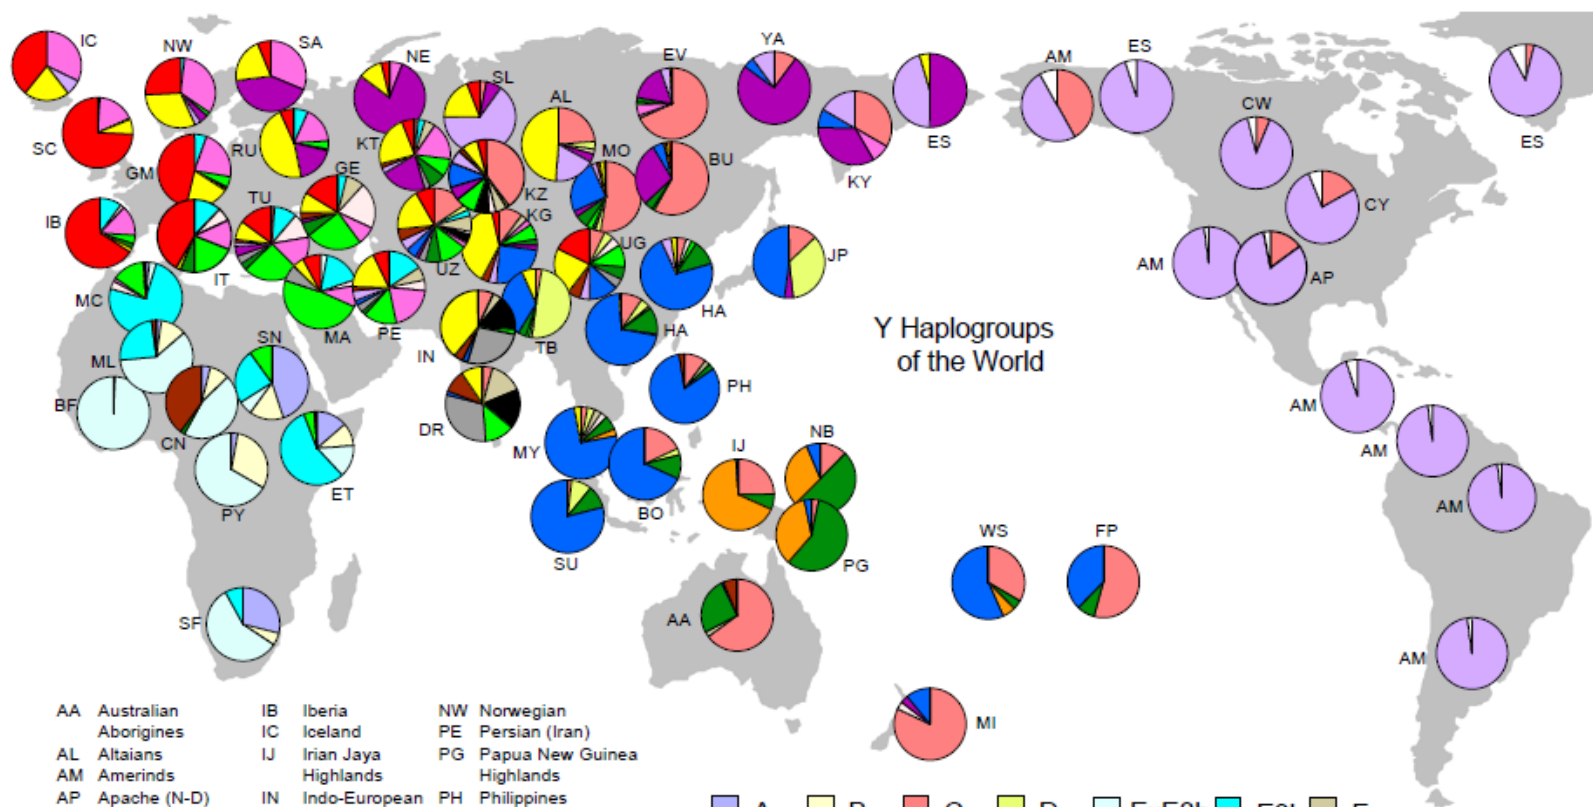 IC
NW
SA
NE
SL
EV
YA
AM
ES
ES
CW
ES
AL
SC
GM
RU
KT
GE
MO
BU
KY
KZ
CY
IB
TU
KG
UG
JP
AM
AP
IT
UZ
HA
MC
MA
PE
HA
Y Haplogroups
of the World
SN
ML
IN
TB
BF
CN
PH
AM
DR
MY
IJ
NB
AM
PY
ET
BO
AM
SU
PG
WS
FP
SF
AA
AM
MI
AA Australian IB Iberia NW Norwegian
Aborigines IC Iceland PE Persian (Iran)
AL Altaians IJ Irian Jaya PG Papua New Guinea
AM Amerinds Highlands Highlands
AP Apache (N-D) IN Indo-European PH Philippines